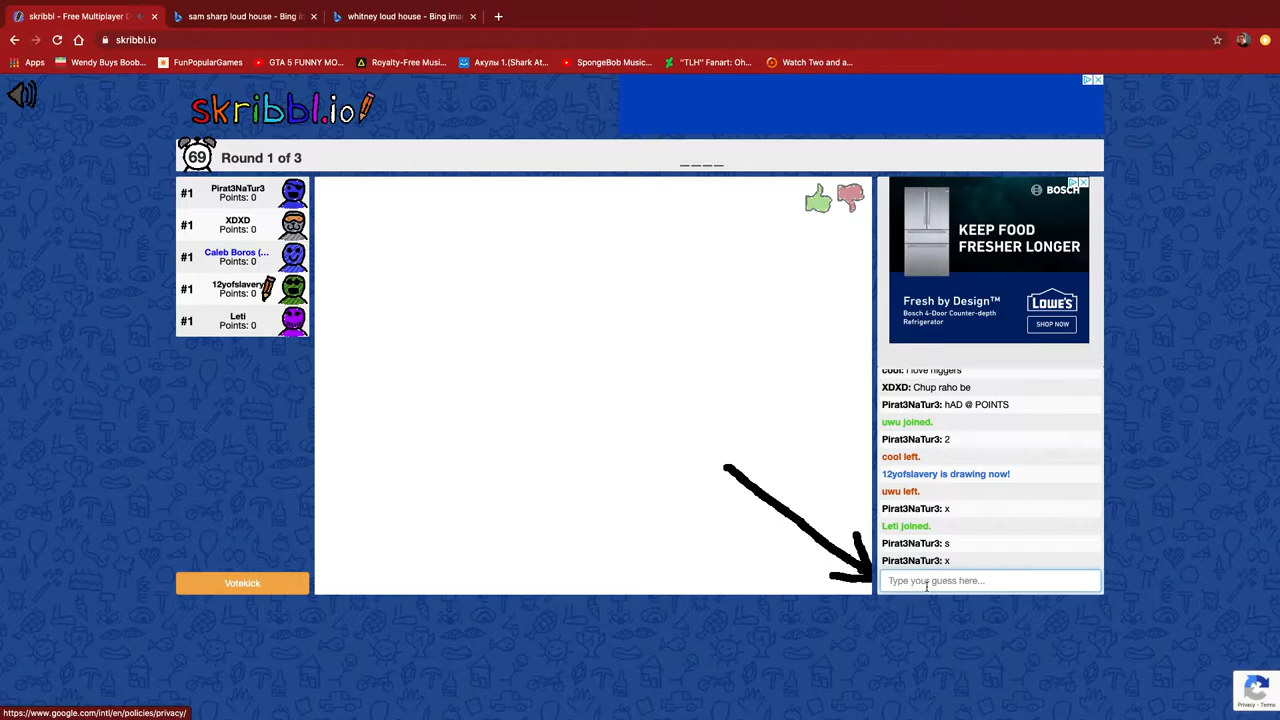 skribbl - Free Multiplayer D
sam sharp loud house - Bing im
whitney loud house - Bing ima
skribbl.io
Apps
Wendy Buys Boob...
FunPopularGames
GTA 5 FUNNY MO...
Royalty-Free Musi...
Акулы 1.(Shark At...
SpongeBob Music...
"TLH" Fanart: Oh...
Watch Two and a...
skribbl.io
69
Round 1 of 3
_ _ _ _
#1
Pirat3NaTur3
Points: 0
#1
XDXD
Points: 0
#1
Caleb Boros (...
Points: 0
#1
12yofslavery
Points: 0
#1
Leti
Points: 0
Votekick
BOSCH
KEEP FOOD
FRESHER LONGER
Fresh by Design™
Bosch 4-Door Counter-depth
Refrigerator
LOWE'S
SHOP NOW
cool: I love niggers
XDXD: Chup raho be
Pirat3NaTur3: hAD @ POINTS
uwu joined.
Pirat3NaTur3: 2
cool left.
12yofslavery is drawing now!
uwu left.
Pirat3NaTur3: x
Leti joined.
Pirat3NaTur3: s
Pirat3NaTur3: x
Type your guess here...
Privacy - Terms
https://www.google.com/intl/en/policies/privacy/